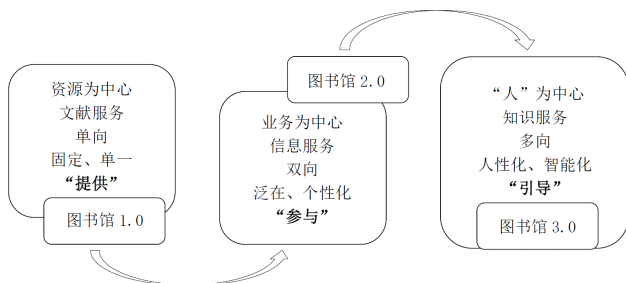 资源为中心
文献服务
单向
固定、单一
“提供”
图书馆 1.0
图书馆 2.0
业务为中心
信息服务
双向
泛在、个性化
“参与”
“人”为中心
知识服务
多向
人性化、智能化
“引导”
图书馆 3.0